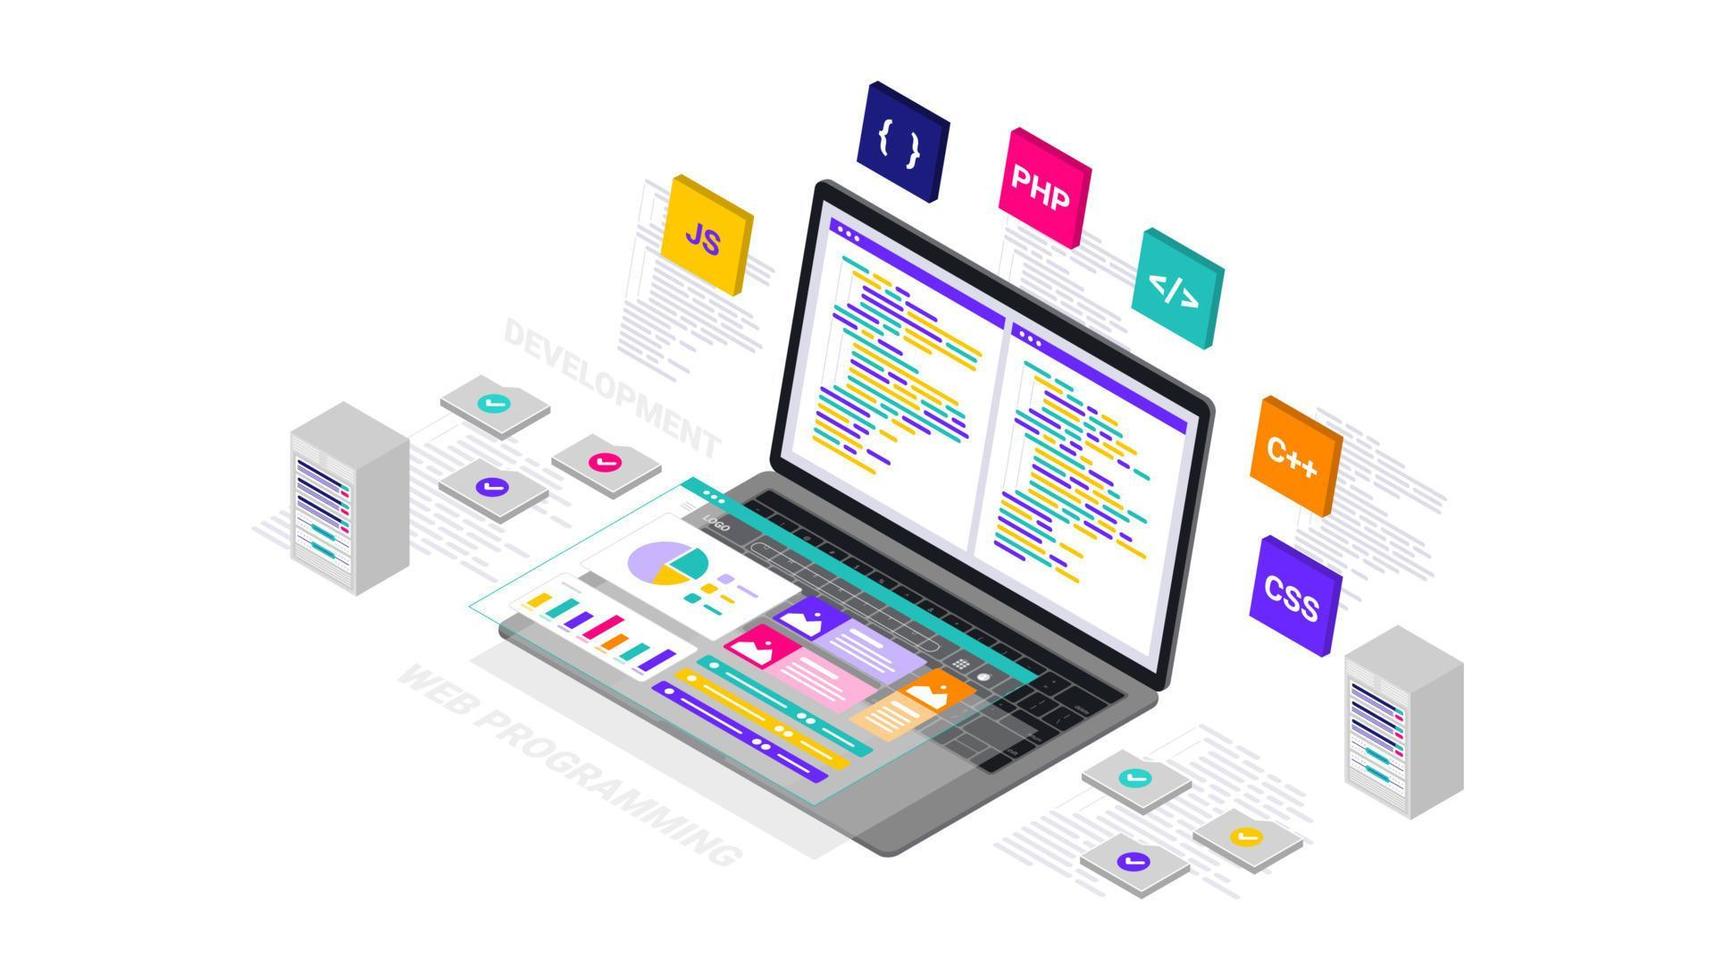 { }
PHP
JS
</>
DEVELOPMENT
C++
LOGO
CSS
WEB PROGRAMMING